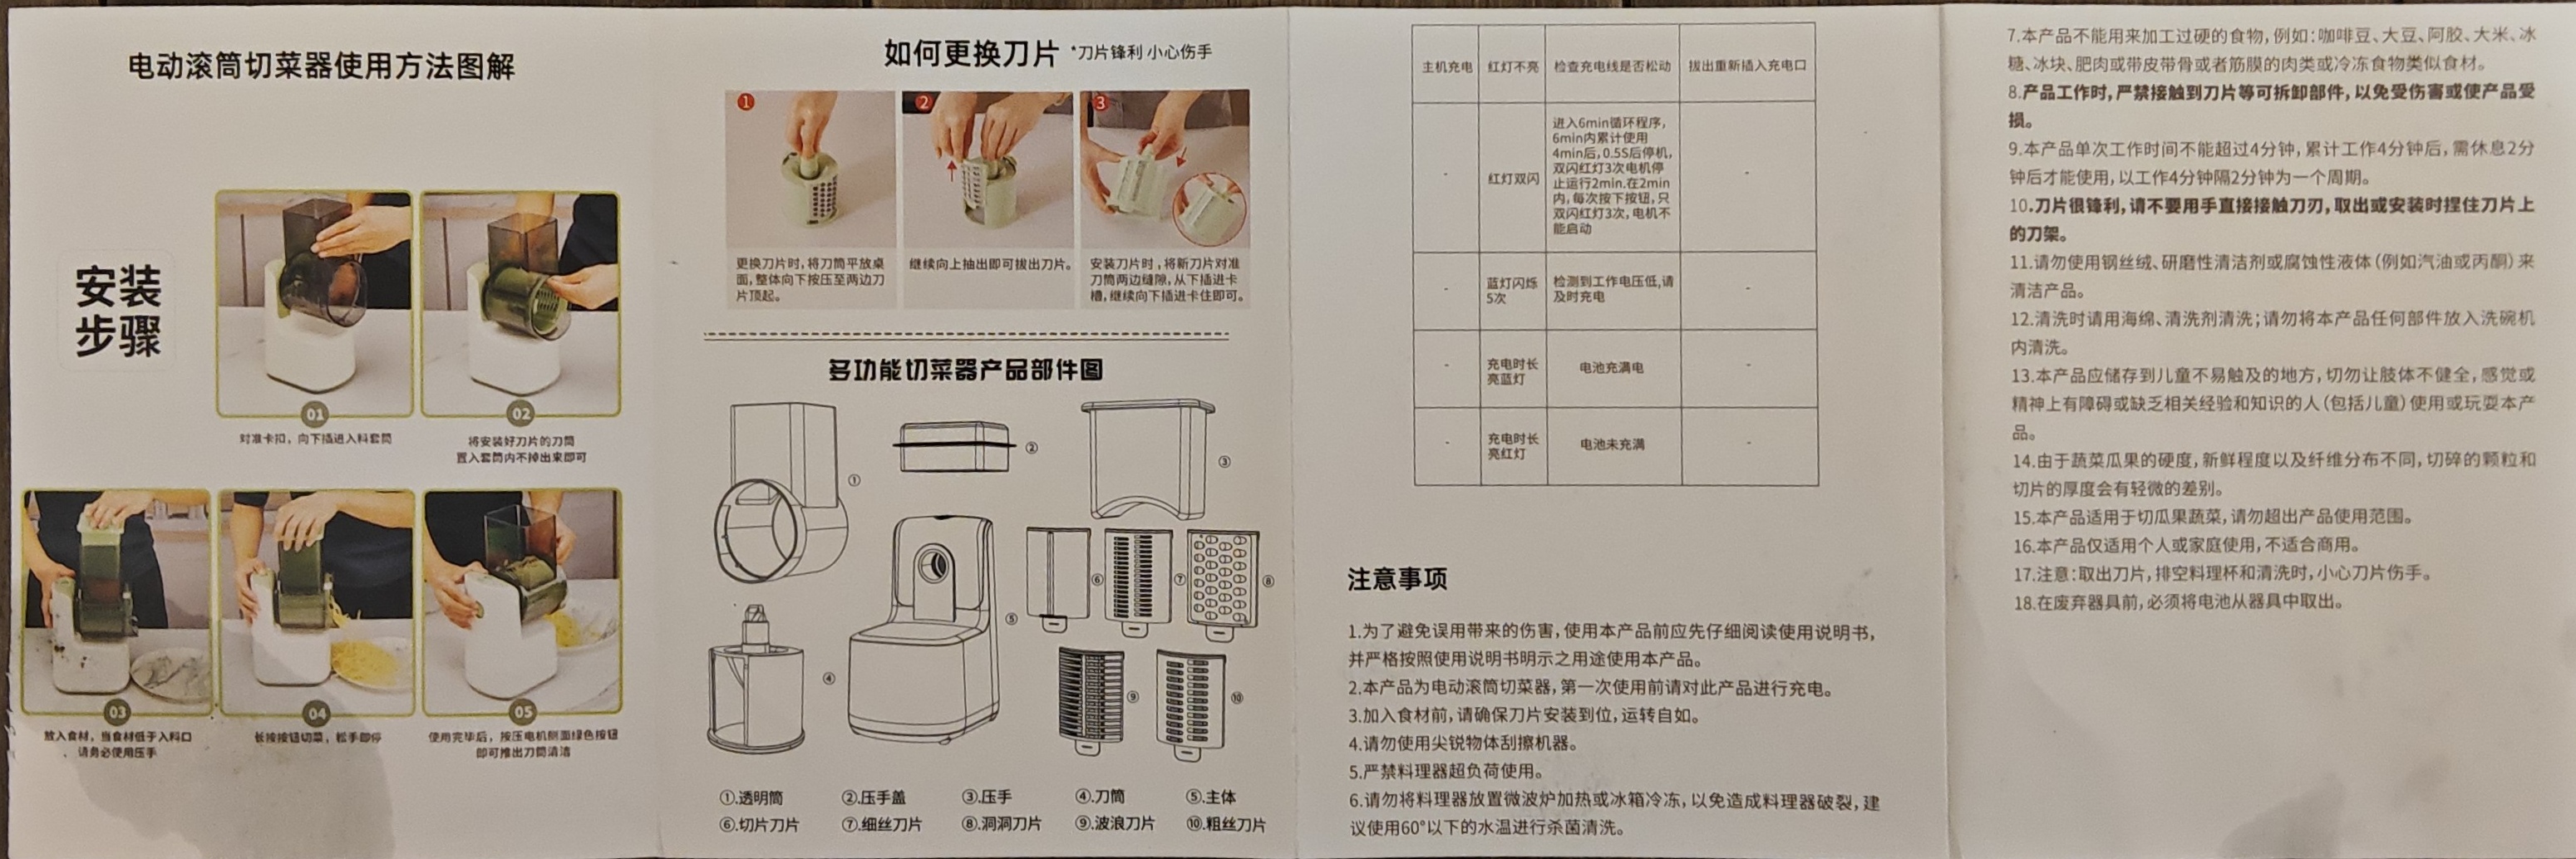 电动滚筒切菜器使用方法图解
安装
步骤
01
对准卡扣，向下插进入料套筒
02
将安装好刀片的刀筒
置入套筒内不掉出来即可
03
放入食材，当食材低于入料口
，请务必使用压手
04
长按按钮切菜，松手即停
05
使用完毕后，按压电机侧面绿色按钮
即可推出刀筒清洁
如何更换刀片 *刀片锋利 小心伤手
1
更换刀片时,将刀筒平放桌
面,整体向下按压至两边刀
片顶起。
2
继续向上抽出即可拔出刀片。
3
安装刀片时,将新刀片对准
刀筒两边缝隙,从下插进卡
槽,继续向下插进卡住即可。
多功能切菜器产品部件图
①
②
③
④
⑤
⑥
⑦
⑧
⑨
⑩
①.透明筒 ②.压手盖 ③.压手 ④.刀筒 ⑤.主体
⑥.切片刀片 ⑦.细丝刀片 ⑧.洞洞刀片 ⑨.波浪刀片 ⑩.粗丝刀片
主机充电 红灯不亮 检查充电线是否松动 拔出重新插入充电口
- 红灯双闪
进入6min循环程序,
6min内累计使用
4min后,0.5S后停机,
双闪红灯3次电机停
止运行2min.在2min
内,每次按下按钮,只
双闪红灯3次,电机不
能启动
-
- 蓝灯闪烁
5次
检测到工作电压低,请
及时充电
-
- 充电时长
亮蓝灯
电池充满电
-
- 充电时长
亮红灯
电池未充满
-
注意事项
1.为了避免误用带来的伤害,使用本产品前应先仔细阅读使用说明书,
并严格按照使用说明书明示之用途使用本产品。
2.本产品为电动滚筒切菜器,第一次使用前请对此产品进行充电。
3.加入食材前,请确保刀片安装到位,运转自如。
4.请勿使用尖锐物体刮擦机器。
5.严禁料理器超负荷使用。
6.请勿将料理器放置微波炉加热或冰箱冷冻,以免造成料理器破裂,建
议使用60°以下的水温进行杀菌清洗。
7.本产品不能用来加工过硬的食物,例如:咖啡豆、大豆、阿胶、大米、冰
糖、冰块、肥肉或带皮带骨或者筋膜的肉类或冷冻食物类似食材。
8.产品工作时,严禁接触到刀片等可拆卸部件,以免受伤害或使产品受
损。
9.本产品单次工作时间不能超过4分钟,累计工作4分钟后,需休息2分
钟后才能使用,以工作4分钟隔2分钟为一个周期。
10.刀片很锋利,请不要用手直接接触刀刃,取出或安装时捏住刀片上
的刀架。
11.请勿使用钢丝绒、研磨性清洁剂或腐蚀性液体(例如汽油或丙酮)来
清洁产品。
12.清洗时请用海绵、清洗剂清洗;请勿将本产品任何部件放入洗碗机
内清洗。
13.本产品应储存到儿童不易触及的地方,切勿让肢体不健全,感觉或
精神上有障碍或缺乏相关经验和知识的人(包括儿童)使用或玩耍本产
品。
14.由于蔬菜瓜果的硬度,新鲜程度以及纤维分布不同,切碎的颗粒和
切片的厚度会有轻微的差别。
15.本产品适用于切瓜果蔬菜,请勿超出产品使用范围。
16.本产品仅适用个人或家庭使用,不适合商用。
17.注意:取出刀片,排空料理杯和清洗时,小心刀片伤手。
18.在废弃器具前,必须将电池从器具中取出。